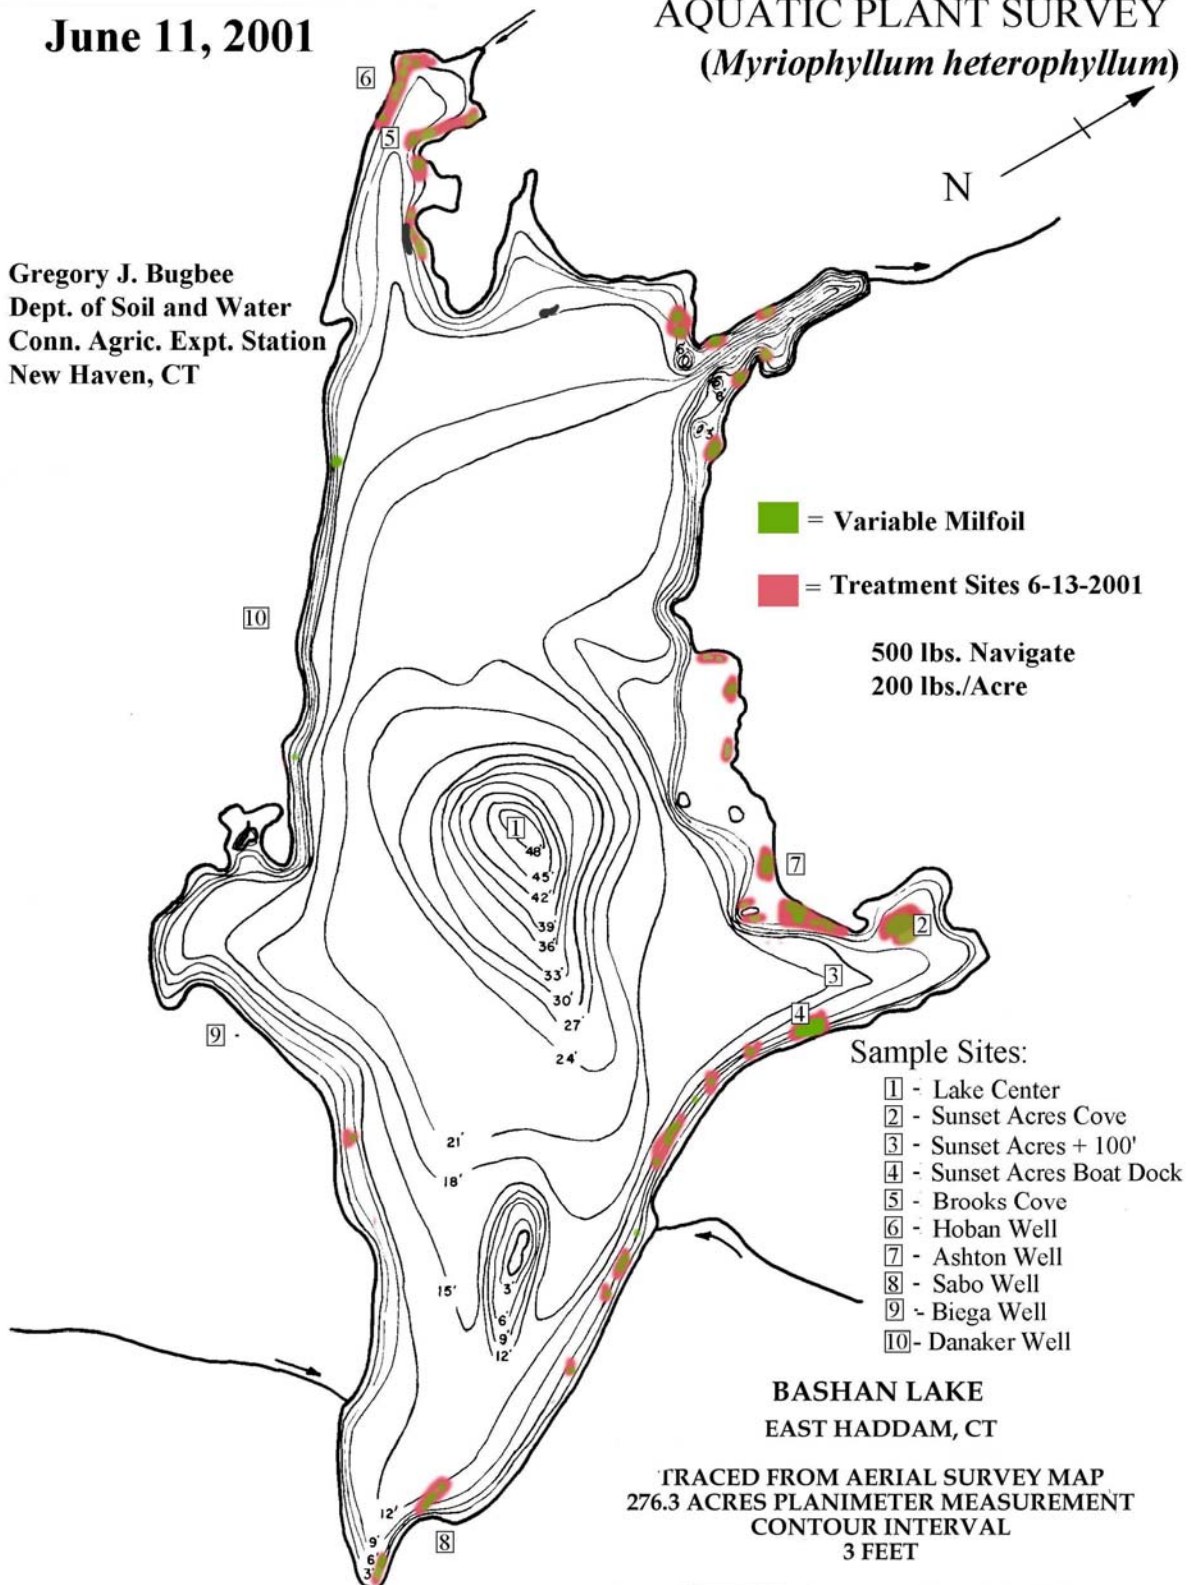 June 11, 2001
AQUATIC PLANT SURVEY
(Myriophyllum heterophyllum)
6
5
N
Gregory J. Bugbee
Dept. of Soil and Water
Conn. Agric. Expt. Station
New Haven, CT
6'
6'
8'
3'
= Variable Milfoil
= Treatment Sites 6-13-2001
500 lbs. Navigate
200 lbs./Acre
10
1
48'
45'
42'
39'
36'
33'
30'
27'
24'
21'
18'
15'
7
2
3
4
9
3'
6'
9'
12'
12'
9'
6'
3'
8
Sample Sites:
1 - Lake Center
2 - Sunset Acres Cove
3 - Sunset Acres + 100'
4 - Sunset Acres Boat Dock
5 - Brooks Cove
6 - Hoban Well
7 - Ashton Well
8 - Sabo Well
9 - Biega Well
10 - Danaker Well
BASHAN LAKE
EAST HADDAM, CT
TRACED FROM AERIAL SURVEY MAP
276.3 ACRES PLANIMETER MEASUREMENT
CONTOUR INTERVAL
3 FEET